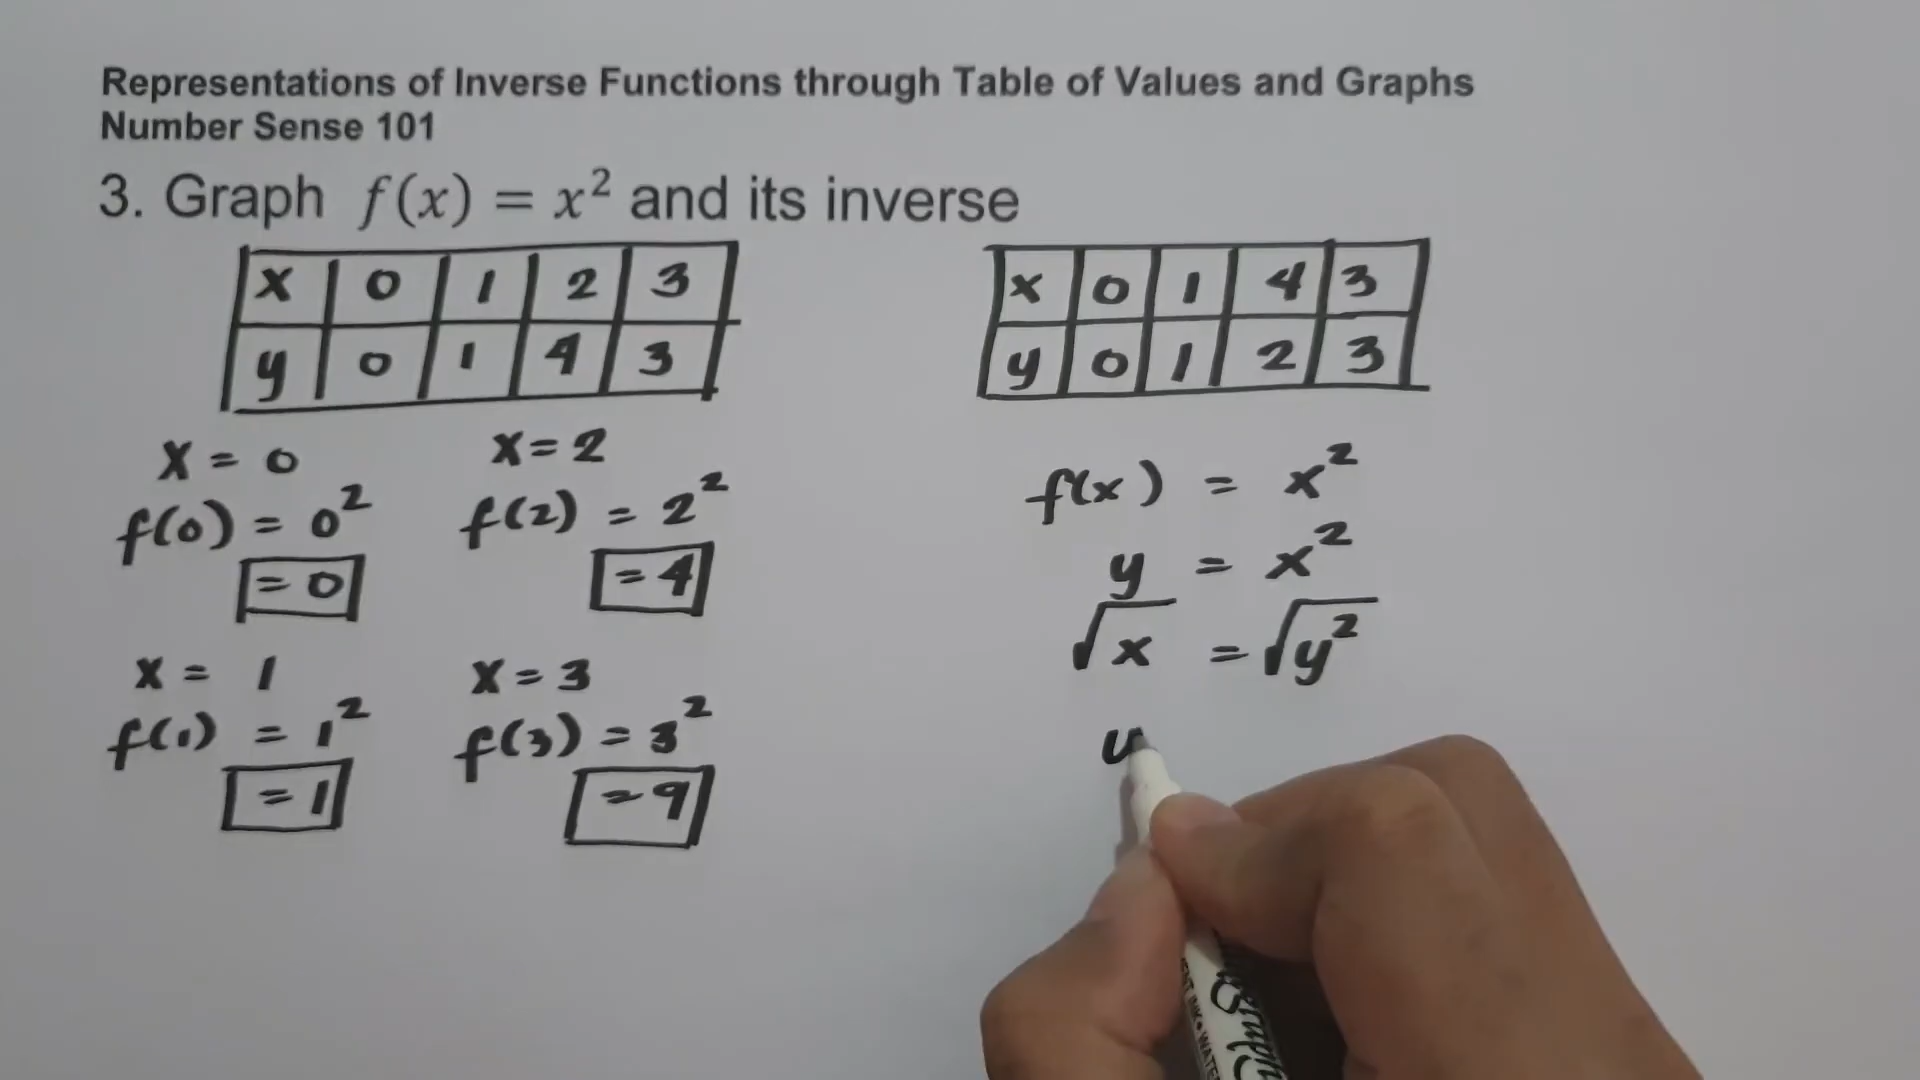 Representations of Inverse Functions through Table of Values and Graphs
Number Sense 101
3. Graph f(x) = x² and its inverse
x 0 1 2 3
y 0 1 4 3
x = 0
f(0) = 0²
= 0
x = 1
f(1) = 1²
= 1
x = 2
f(2) = 2²
= 4
x = 3
f(3) = 3²
= 9
x 0 1 4 3
y 0 1 2 3
f(x) = x²
y = x²
√x = √y²